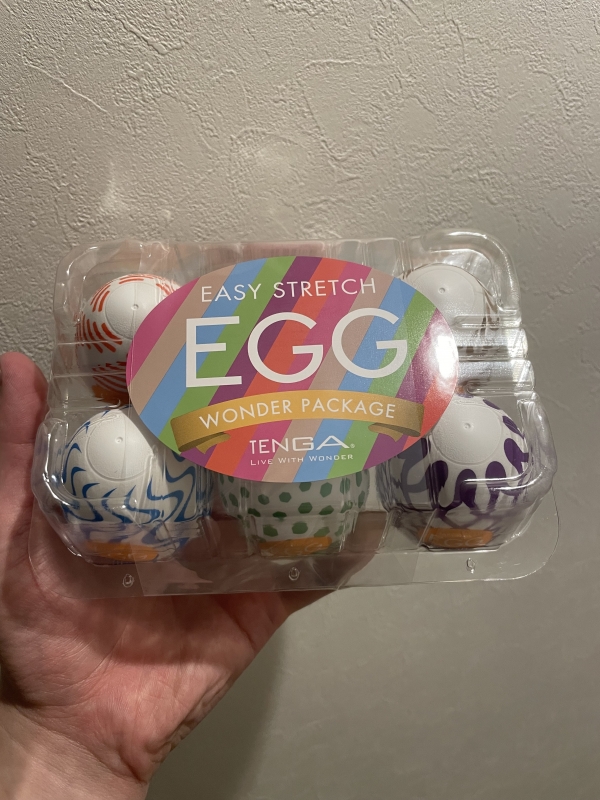 EASY STRETCH
EGG
WONDER PACKAGE
TENGA®
LIVE WITH WONDER